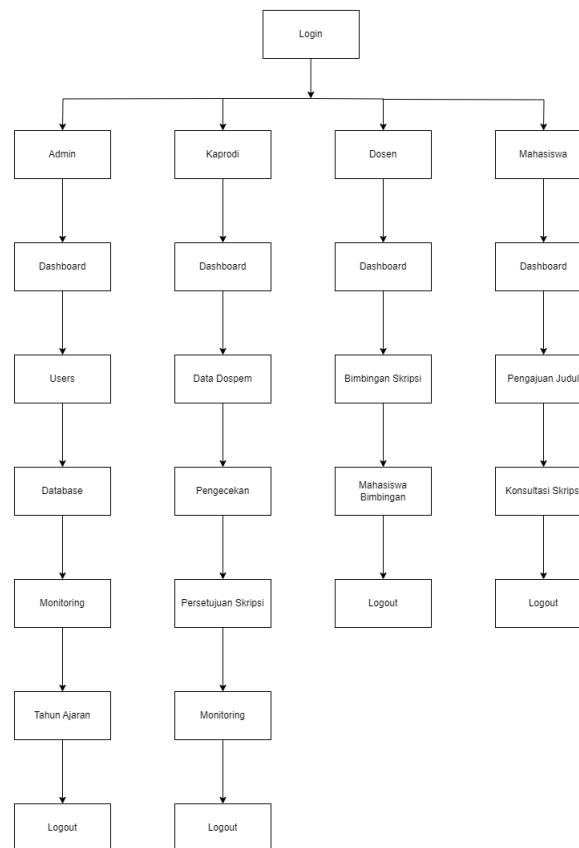 Login
Admin
Kaprodi
Dosen
Mahasiswa
Dashboard
Dashboard
Dashboard
Dashboard
Users
Data Dospem
Bimbingan Skripsi
Pengajuan Judul
Database
Pengecekan
Mahasiswa
Bimbingan
Konsultasi Skripsi
Monitoring
Persetujuan Skripsi
Logout
Logout
Tahun Ajaran
Monitoring
Logout
Logout